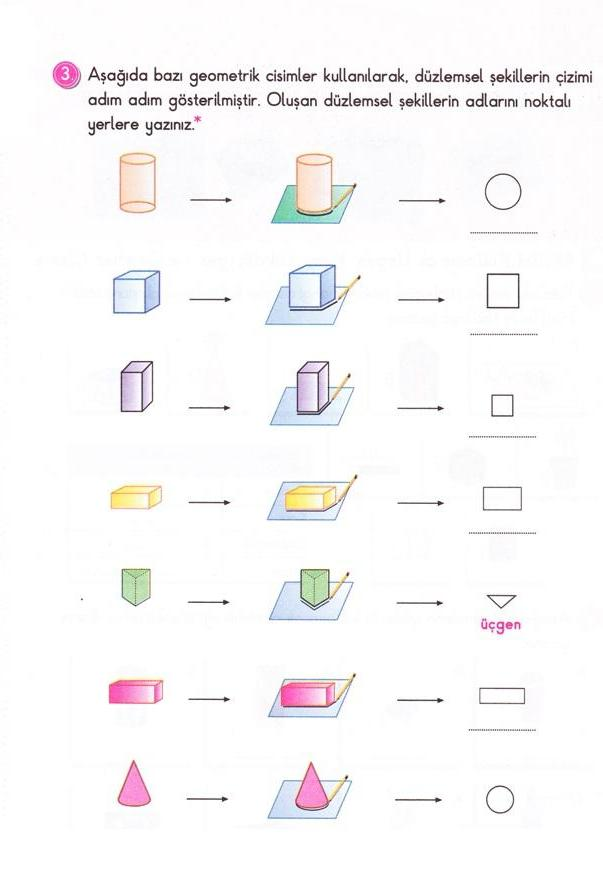 3. Aşağıda bazı geometrik cisimler kullanılarak, düzlemsel şekillerin çizimi
adım adım gösterilmiştir. Oluşan düzlemsel şekillerin adlarını noktalı
yerlere yazınız.*
üçgen